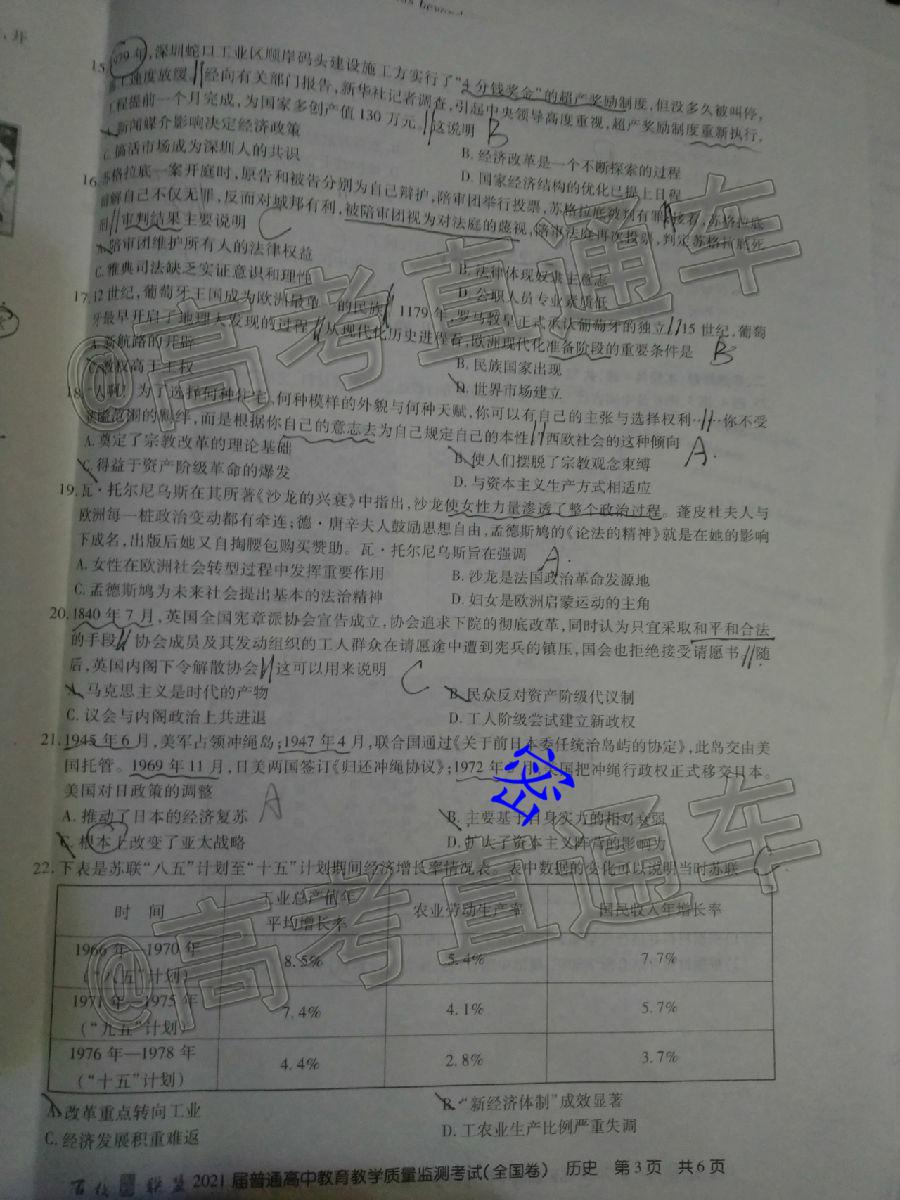 15. 1979年,深圳蛇口工业区顺岸码头建设施工方实行了“4分钱奖金”的超产奖励制度,但没多久被叫停,
工速度放缓。经向有关部门报告,新华社记者调查,引起中央领导高度重视,超产奖励制度重新执行,
工程提前一个月完成,为国家多创产值130万元。这说明 B
A.新闻媒介影响决定经济政策
B.经济改革是一个不断探索的过程
C.搞活市场成为深圳人的共识
D.国家经济结构的优化已提上日程
16.苏格拉底一案开庭时,原告和被告分别为自己辩护,陪审团举行投票,苏格拉底被判有罪。接着,苏格拉底
辩解自己不仅无罪,反而对城邦有利,被陪审团视为对法庭的蔑视,陪审法庭再次投票,判定苏格拉底死
刑。审判结果主要说明 C
A.陪审团维护所有人的法律权益
B.法律体现奴隶主意志
C.雅典司法缺乏实证意识和理性
D.公职人员专业素质低
17.12世纪,葡萄牙王国成为欧洲最早的民族 1179年,罗马教皇正式承认葡萄牙的独立。15世纪,葡萄
牙最早开启了地理大发现的过程。从现代化历史进程看,欧洲现代化准备阶段的重要条件是 B
A.新航路的开辟
B.民族国家出现
C.教权高于王权
D.世界市场建立
18.人啊!为了选择何种住宅、何种模样的外貌与何种天赋,你可以有自己的主张与选择权利……你不受
的限绊,而是根据你自己的意志去为自己规定自己的本性。西欧社会的这种倾向 A.
A.奠定了宗教改革的理论基础
B.使人们摆脱了宗教观念束缚
C.得益于资产阶级革命的爆发
D.与资本主义生产方式相适应
19.瓦·托尔尼乌斯在其所著《沙龙的兴衰》中指出,沙龙使女性力量渗透了整个政治过程。蓬皮杜夫人与
欧洲每一桩政治变动都有牵连;德·唐辛夫人鼓励思想自由,孟德斯鸠的《论法的精神》就是在她的影响
下成名,出版后她又自掏腰包购买赞助。瓦·托尔尼乌斯旨在强调 A.
A.女性在欧洲社会转型过程中发挥重要作用
B.沙龙是法国政治革命发源地
C.孟德斯鸠为未来社会提出基本的法治精神
D.妇女是欧洲启蒙运动的主角
20.1840年7月,英国全国宪章派协会宣告成立,协会追求下院的彻底改革,同时认为只宜采取和平和合法
的手段。协会成员及其发动组织的工人群众在请愿途中遭到宪兵的镇压,国会也拒绝接受请愿书。随
后,英国内阁下令解散协会。这可以用来说明 C
A.马克思主义是时代的产物
B.民众反对资产阶级代议制
C.议会与内阁政治上共进退
D.工人阶级尝试建立新政权
21.1945年6月,美军占领冲绳岛;1947年4月,联合国通过《关于前日本委任统治岛屿的协定》,此岛交由美
国托管。1969年11月,日美两国签订《归还冲绳协议》;1972年 国把冲绳行政权正式移交日本。
美国对日政策的调整 A
A.推动了日本的经济复苏
B.主要基于自身实力的相对衰弱
C.根本上改变了亚太战略
D.扩大了资本主义阵营的影响力
密
22.下表是苏联“八五”计划至“十五”计划期间经济增长率情况表。表中数据的变化可以说明当时苏联 C
时 间 工业总产值年平均增长率 农业劳动生产率 国民收入年增长率
1966年—1970年(“八五”计划) 8.5% 5.4% 7.7%
1971年—1975年(“九五”计划) 7.4% 4.1% 5.7%
1976年—1978年(“十五”计划) 4.4% 2.8% 3.7%
A.改革重点转向工业
B.“新经济体制”成效显著
C.经济发展积重难返
D.工农业生产比例严重失调
百校联盟 2021届普通高中教育教学质量监测考试(全国卷) 历史 第3页 共6页
@高考直通车
@高考直通车